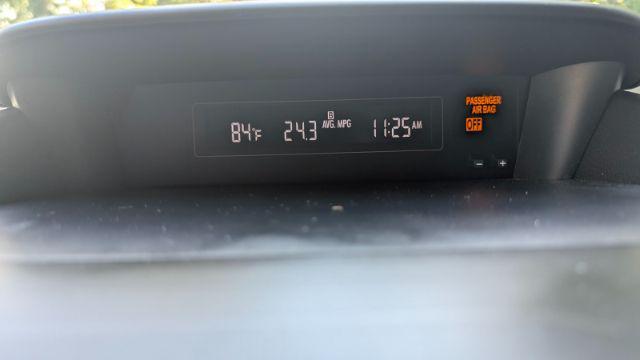 84°F 24.3 B AVG. MPG 11:25 AM
PASSENGER
AIR BAG
OFF
- +